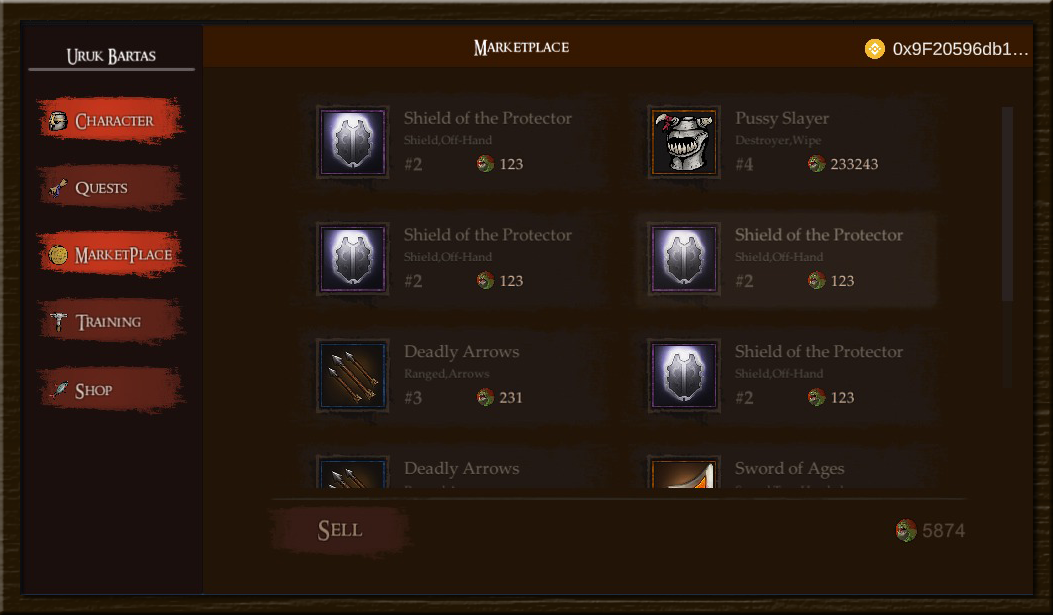 Uruk Bartas
Marketplace
0x9F20596db1...
Character
Quests
MarketPlace
Training
Shop
Shield of the Protector
Shield,Off-Hand
#2 123
Pussy Slayer
Destroyer,Wipe
#4 233243
Shield of the Protector
Shield,Off-Hand
#2 123
Shield of the Protector
Shield,Off-Hand
#2 123
Deadly Arrows
Ranged,Arrows
#3 231
Shield of the Protector
Shield,Off-Hand
#2 123
Deadly Arrows
Sword of Ages
Sell
5874